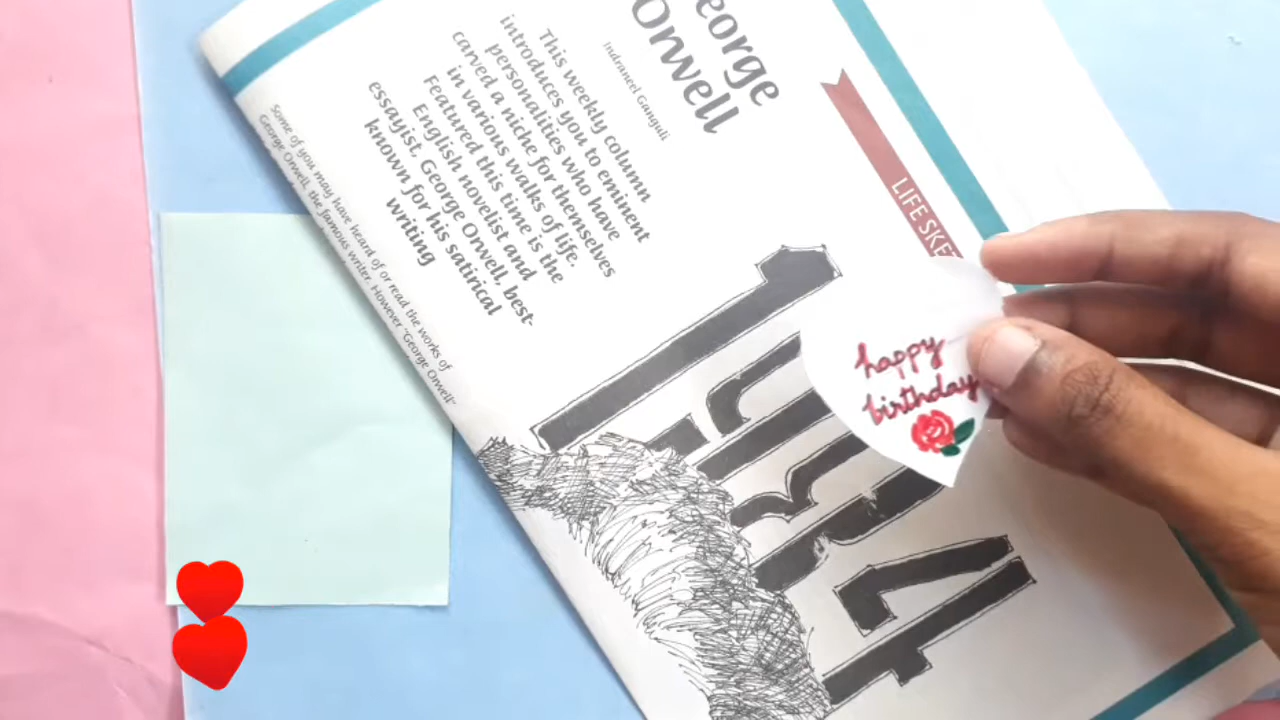 eorge
Orwell
Indraneel Ganguli
This weekly column
introduces you to eminent
personalities who have
carved a niche for themselves
in various walks of life.
Featured this time is the
English novelist and
essayist, George Orwell, best-
known for his satirical
writing
Some of you may have heard of or read the works of
George Orwell, the famous writer. However "George Orwell"
LIFE SKE
1984
happy
birthday